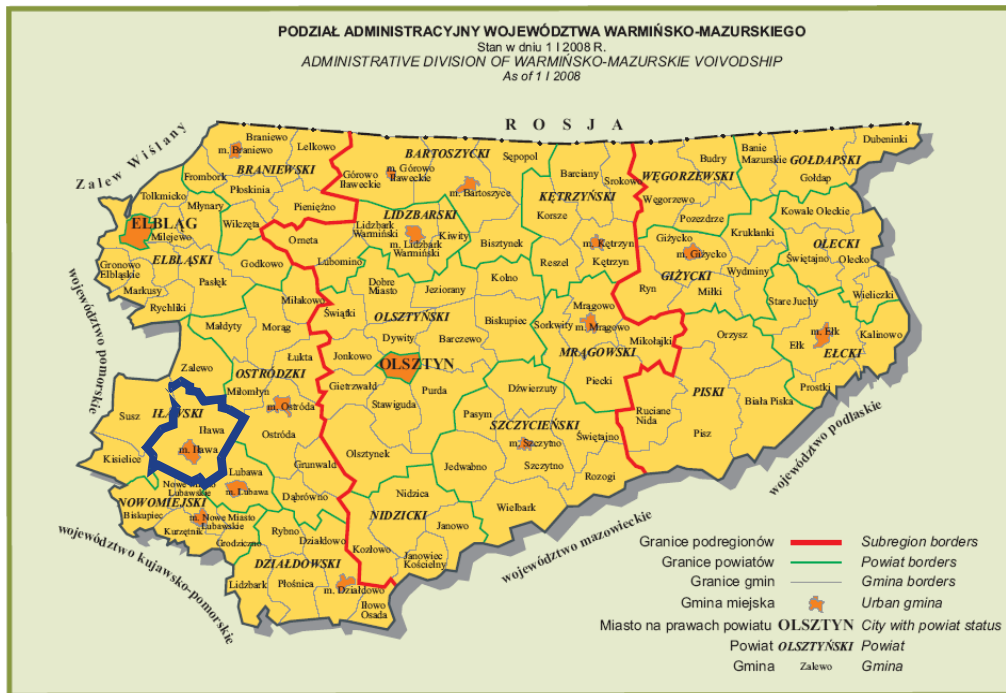 PODZIAŁ ADMINISTRACYJNY WOJEWÓDZTWA WARMIŃSKO-MAZURSKIEGO
Stan w dniu 1 I 2008 R.
ADMINISTRATIVE DIVISION OF WARMIŃSKO-MAZURSKIE VOIVODSHIP
As of 1 I 2008
R O S J A
Zalew Wiślany
województwo pomorskie
województwo kujawsko-pomorskie
województwo mazowieckie
województwo podlaskie
Braniewo
m. Braniewo
Lelkowo
BRANIEWSKI
Frombork
Płoskinia
Pieniężno
Wilczęta
Tolkmicko
Młynary
ELBLĄG
Milejewo
ELBLĄSKI
Gronowo
Elbląskie
Markusy
Rychliki
Pasłęk
Godkowo
BARTOSZYCKI
Górowo
Iławeckie
m. Górowo
Iławeckie
Sępopol
m. Bartoszyce
Bisztynek
LIDZBARSKI
Lidzbark
Warmiński
m. Lidzbark
Warmiński
Kiwity
Orneta
Lubomino
Barciany
Srokowo
KĘTRZYŃSKI
Korsze
m. Kętrzyn
Kętrzyn
Reszel
WĘGORZEWSKI
Budry
Węgorzewo
Pozezdrze
Banie
Mazurskie
GOŁDAPSKI
Dubeninki
Gołdap
Kowale Oleckie
OLECKI
Świętajno
Olecko
Wieliczki
Kruklanki
Giżycko
m. Giżycko
GIŻYCKI
Wydminy
Ryn
Miłki
Stare Juchy
m. Ełk
Ełk
Kalinowo
EŁCKI
Prostki
Orzysz
PISKI
Biała Piska
Ruciane
Nida
Pisz
Mrągowo
m. Mrągowo
Sorkwity
Mikołajki
MRĄGOWSKI
Piecki
Dobre
Miasto
Jeziorany
Kolno
Świątki
OLSZTYŃSKI
Biskupiec
Dywity
Jonkowo
Barczewo
OLSZTYN
Gietrzwałd
Purda
Stawiguda
Olsztynek
Małdyty
Morąg
Miłakowo
Łukta
OSTRÓDZKI
Miłomłyn
m. Ostróda
Ostróda
Grunwald
Dąbrówno
Zalewo
Susz
IŁAWSKI
Iława
m. Iława
Kisielice
Lubawa
m. Lubawa
Nowe Miasto
Lubawskie
NOWOMIEJSKI
Biskupiec
m. Nowe Miasto
Lubawskie
Kurzętnik
Grodziczno
Rybno
Działdowo
DZIAŁDOWSKI
Lidzbark
Płośnica
m. Działdowo
Iłowo
Osada
Nidzica
NIDZICKI
Janowo
Kozłowo
Janowiec
Kościelny
Dźwierzuty
Pasym
SZCZYCIEŃSKI
m. Szczytno
Szczytno
Świętajno
Jedwabno
Rozogi
Wielbark
Granice podregionów Subregion borders
Granice powiatów Powiat borders
Granice gmin Gmina borders
Gmina miejska Urban gmina
Miasto na prawach powiatu OLSZTYN City with powiat status
Powiat OLSZTYŃSKI Powiat
Gmina Zalewo Gmina